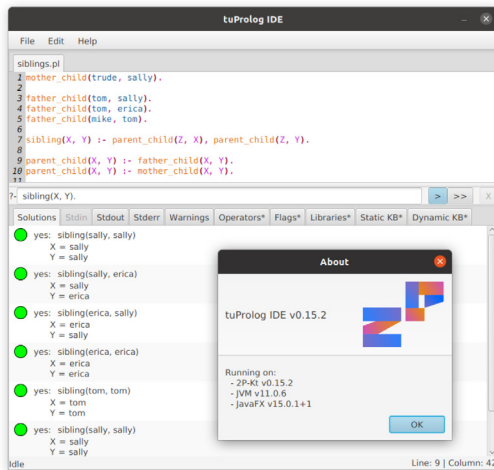 tuProlog IDE
File Edit Help
siblings.pl
1 mother_child(trude, sally).
2
3 father_child(tom, sally).
4 father_child(tom, erica).
5 father_child(mike, tom).
6
7 sibling(X, Y) :- parent_child(Z, X), parent_child(Z, Y).
8
9 parent_child(X, Y) :- father_child(X, Y).
10 parent_child(X, Y) :- mother_child(X, Y).
11
?- sibling(X, Y). > >> X
Solutions Stdin Stdout Stderr Warnings Operators* Flags* Libraries* Static KB* Dynamic KB*
yes: sibling(sally, sally)
X = sally
Y = sally
yes: sibling(sally, erica)
X = sally
Y = erica
yes: sibling(erica, sally)
X = erica
Y = sally
yes: sibling(erica, erica)
X = erica
Y = erica
yes: sibling(tom, tom)
X = tom
Y = tom
yes: sibling(sally, sally)
X = sally
Y = sally
About
tuProlog IDE v0.15.2
Running on:
- 2P-Kt v0.15.2
- JVM v11.0.6
- JavaFX v15.0.1+1
OK
Idle
Line: 9 | Column: 42